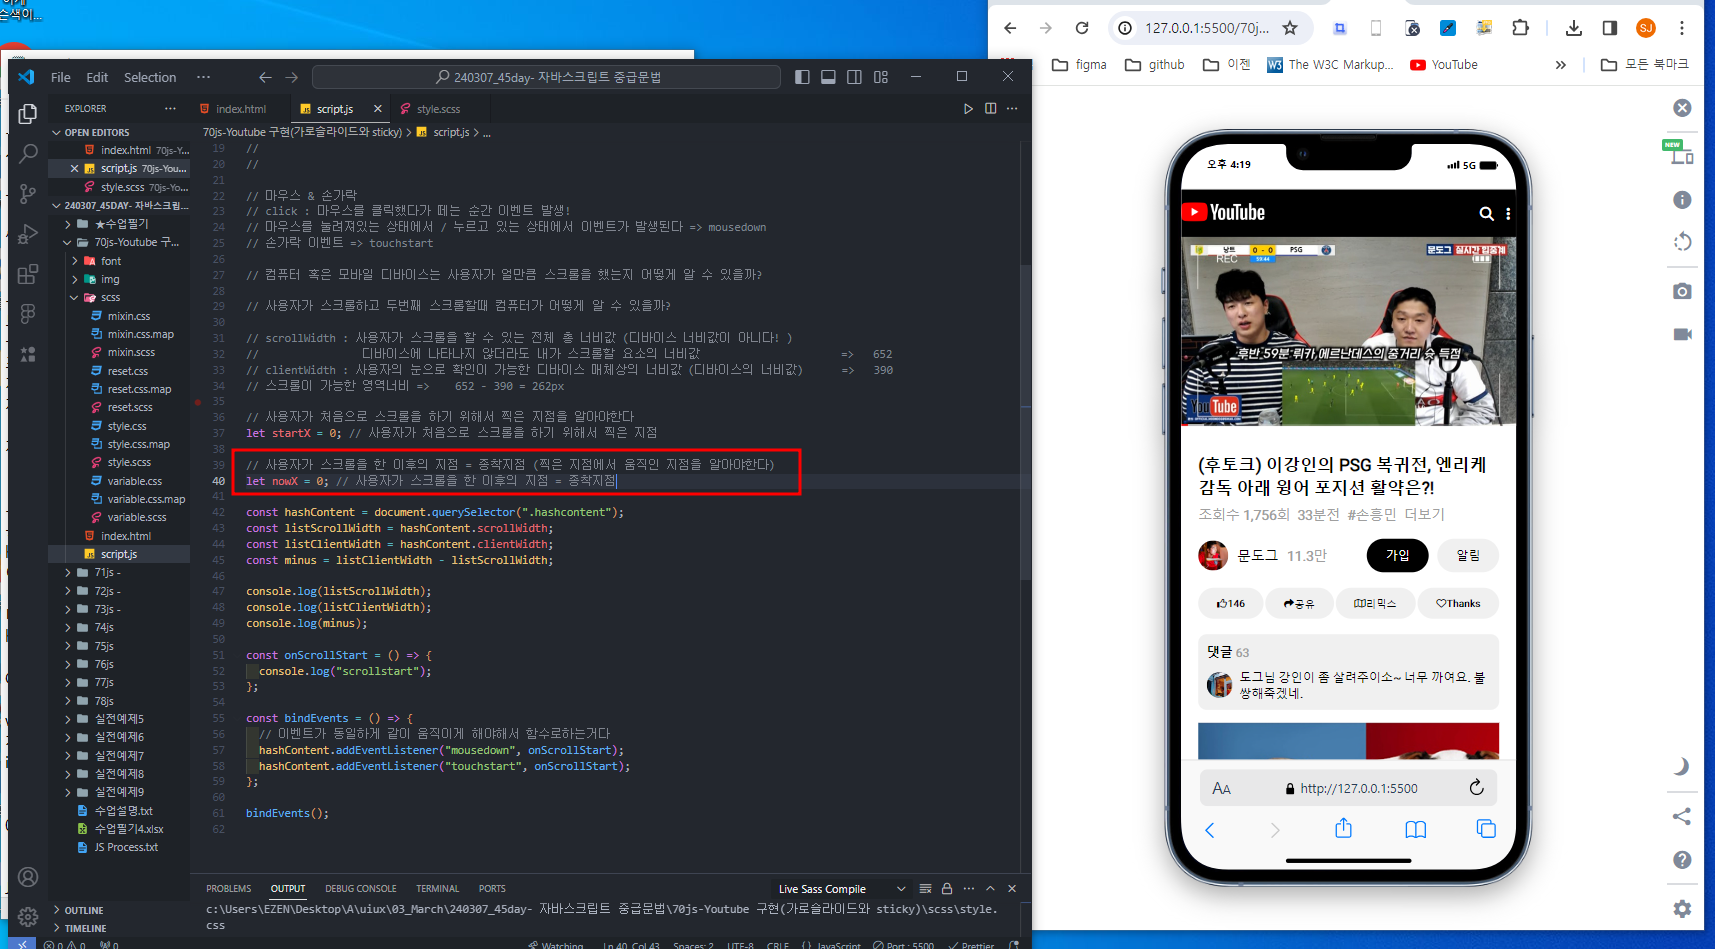 손색이...
File Edit Selection ...
240307_45day- 자바스크립트 중급문법
EXPLORER
index.html
script.js
style.scss
OPEN EDITORS
index.html 70js-Y...
script.js 70js-You...
style.scss 70js-Yo...
240307_45DAY- 자바스크립...
★수업필기
70js-Youtube 구...
font
img
scss
mixin.css
mixin.css.map
mixin.scss
reset.css
reset.css.map
reset.scss
style.css
style.css.map
style.scss
variable.css
variable.css.map
variable.scss
index.html
script.js
71js -
72js -
73js -
74js
75js
76js
77js
78js
실전예제5
실전예제6
실전예제7
실전예제8
실전예제9
수업설명.txt
수업필기4.xlsx
JS Process.txt
OUTLINE
TIMELINE
70js-Youtube 구현(가로슬라이드와 sticky) > script.js > ...
19 //
20 //
21
22 // 마우스 & 손가락
23 // click : 마우스를 클릭했다가 떼는 순간 이벤트 발생!
24 // 마우스를 눌려져있는 상태에서 / 누르고 있는 상태에서 이벤트가 발생된다 => mousedown
25 // 손가락 이벤트 => touchstart
26
27 // 컴퓨터 혹은 모바일 디바이스는 사용자가 얼만큼 스크롤을 했는지 어떻게 알 수 있을까?
28
29 // 사용자가 스크롤하고 두번째 스크롤할때 컴퓨터가 어떻게 알 수 있을까?
30
31 // scrollWidth : 사용자가 스크롤을 할 수 있는 전체 총 너비값 (디바이스 너비값이 아니다! )
32 // 디바이스에 나타나지 않더라도 내가 스크롤할 요소의 너비값 => 652
33 // clientWidth : 사용자의 눈으로 확인이 가능한 디바이스 매체상의 너비값 (디바이스의 너비값) => 390
34 // 스크롤이 가능한 영역너비 => 652 - 390 = 262px
35
36 // 사용자가 처음으로 스크롤을 하기 위해서 찍은 지점을 알아야한다
37 let startX = 0; // 사용자가 처음으로 스크롤을 하기 위해서 찍은 지점
38
39 // 사용자가 스크롤을 한 이후의 지점 = 종착지점 (찍은 지점에서 움직인 지점을 알아야한다)
40 let nowX = 0; // 사용자가 스크롤을 한 이후의 지점 = 종착지점
41
42 const hashContent = document.querySelector(".hashcontent");
43 const listScrollWidth = hashContent.scrollWidth;
44 const listClientWidth = hashContent.clientWidth;
45 const minus = listClientWidth - listScrollWidth;
46
47 console.log(listScrollWidth);
48 console.log(listClientWidth);
49 console.log(minus);
50
51 const onScrollStart = () => {
52 console.log("scrollstart");
53 };
54
55 const bindEvents = () => {
56 // 이벤트가 동일하게 같이 움직이게 해야해서 함수로하는거다
57 hashContent.addEventListener("mousedown", onScrollStart);
58 hashContent.addEventListener("touchstart", onScrollStart);
59 };
60
61 bindEvents();
62
PROBLEMS OUTPUT DEBUG CONSOLE TERMINAL PORTS
Live Sass Compile
c:\Users\EZEN\Desktop\A\uiux\03_March\240307_45day- 자바스크립트 중급문법\70js-Youtube 구현(가로슬라이드와 sticky)\scss\style.
css
0 0 0 Watching... Ln 40, Col 43 Spaces: 2 UTF-8 CRLF {} JavaScript Port : 5500 Prettier
127.0.0.1:5500/70j...
SJ
figma github 이젠 The W3C Markup... YouTube » 모든 북마크
NEW
오후 4:19
5G
YouTube
낭트 0 - 0 PSG
59:44
REC
문도그 실시간 입중계
후반 59분 뤼카 에르난데스의 중거리 슛 득점
You Tube
(후토크) 이강인의 PSG 복귀전, 엔리케
감독 아래 윙어 포지션 활약은?!
조회수 1,756회 33분전 #손흥민 더보기
문도그 11.3만
가입
알림
146
공유
리믹스
Thanks
댓글 63
도그님 강인이 좀 살려주이소~ 너무 까여요. 불
쌍해죽겠네.
AA
http://127.0.0.1:5500